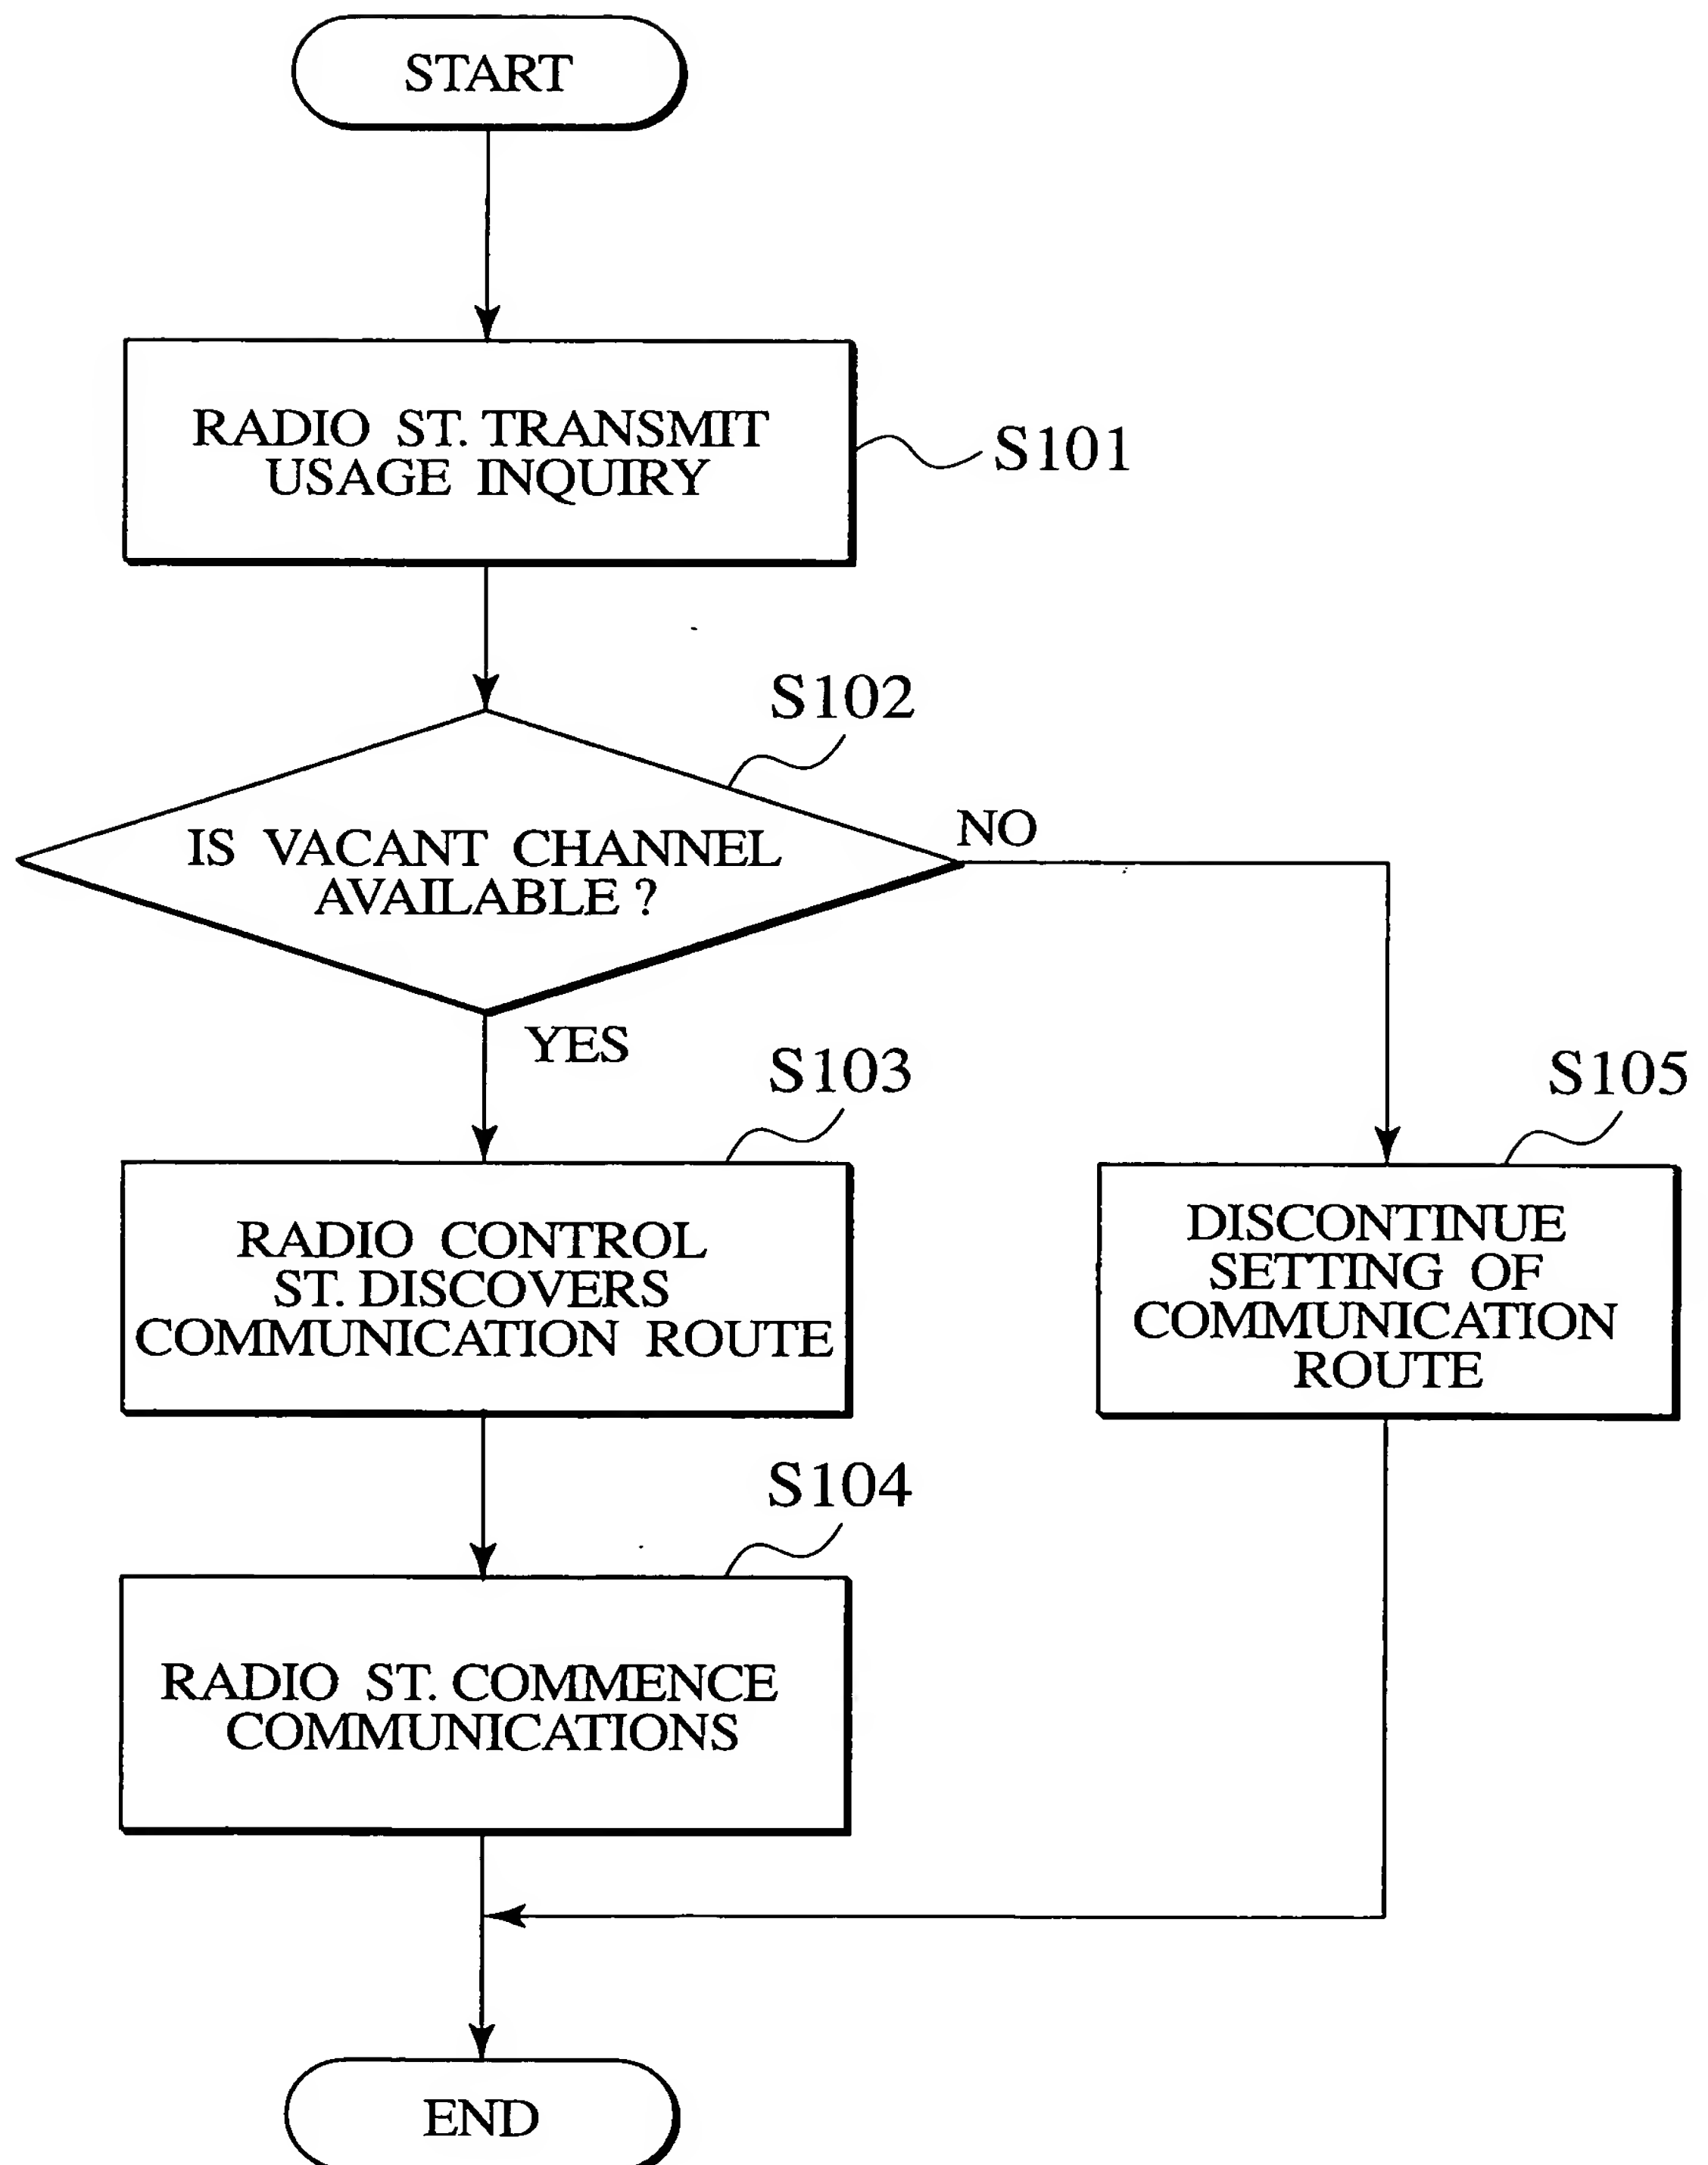 START
RADIO ST. TRANSMIT
USAGE INQUIRY
S101
S102
IS VACANT CHANNEL
AVAILABLE ?
NO
YES
S103
RADIO CONTROL
ST. DISCOVERS
COMMUNICATION ROUTE
S105
DISCONTINUE
SETTING OF
COMMUNICATION
ROUTE
S104
RADIO ST. COMMENCE
COMMUNICATIONS
END